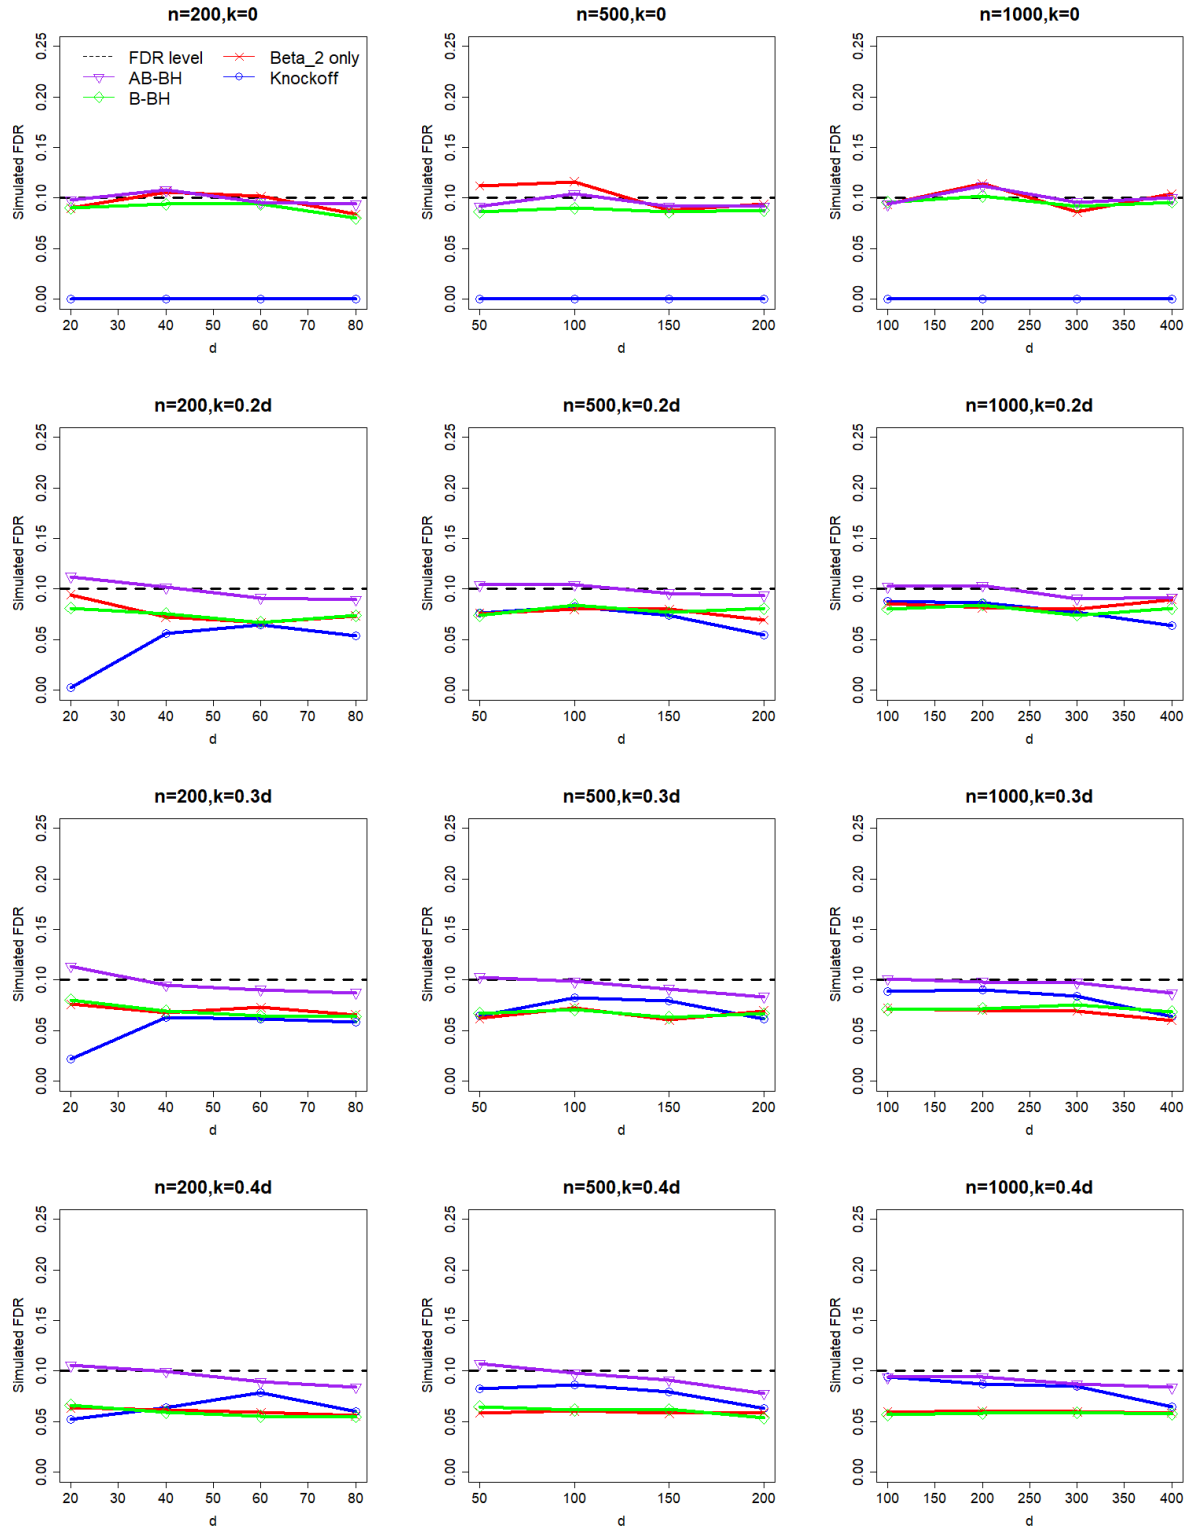 n=200,k=0
n=500,k=0
n=1000,k=0
Simulated FDR
0.00 0.05 0.10 0.15 0.20 0.25
FDR level
AB-BH
B-BH
Beta_2 only
Knockoff
20 30 40 50 60 70 80
d
Simulated FDR
0.00 0.05 0.10 0.15 0.20 0.25
50 100 150 200
d
Simulated FDR
0.00 0.05 0.10 0.15 0.20 0.25
100 150 200 250 300 350 400
d
n=200,k=0.2d
n=500,k=0.2d
n=1000,k=0.2d
Simulated FDR
0.00 0.05 0.10 0.15 0.20 0.25
20 30 40 50 60 70 80
d
Simulated FDR
0.00 0.05 0.10 0.15 0.20 0.25
50 100 150 200
d
Simulated FDR
0.00 0.05 0.10 0.15 0.20 0.25
100 150 200 250 300 350 400
d
n=200,k=0.3d
n=500,k=0.3d
n=1000,k=0.3d
Simulated FDR
0.00 0.05 0.10 0.15 0.20 0.25
20 30 40 50 60 70 80
d
Simulated FDR
0.00 0.05 0.10 0.15 0.20 0.25
50 100 150 200
d
Simulated FDR
0.00 0.05 0.10 0.15 0.20 0.25
100 150 200 250 300 350 400
d
n=200,k=0.4d
n=500,k=0.4d
n=1000,k=0.4d
Simulated FDR
0.00 0.05 0.10 0.15 0.20 0.25
20 30 40 50 60 70 80
d
Simulated FDR
0.00 0.05 0.10 0.15 0.20 0.25
50 100 150 200
d
Simulated FDR
0.00 0.05 0.10 0.15 0.20 0.25
100 150 200 250 300 350 400
d